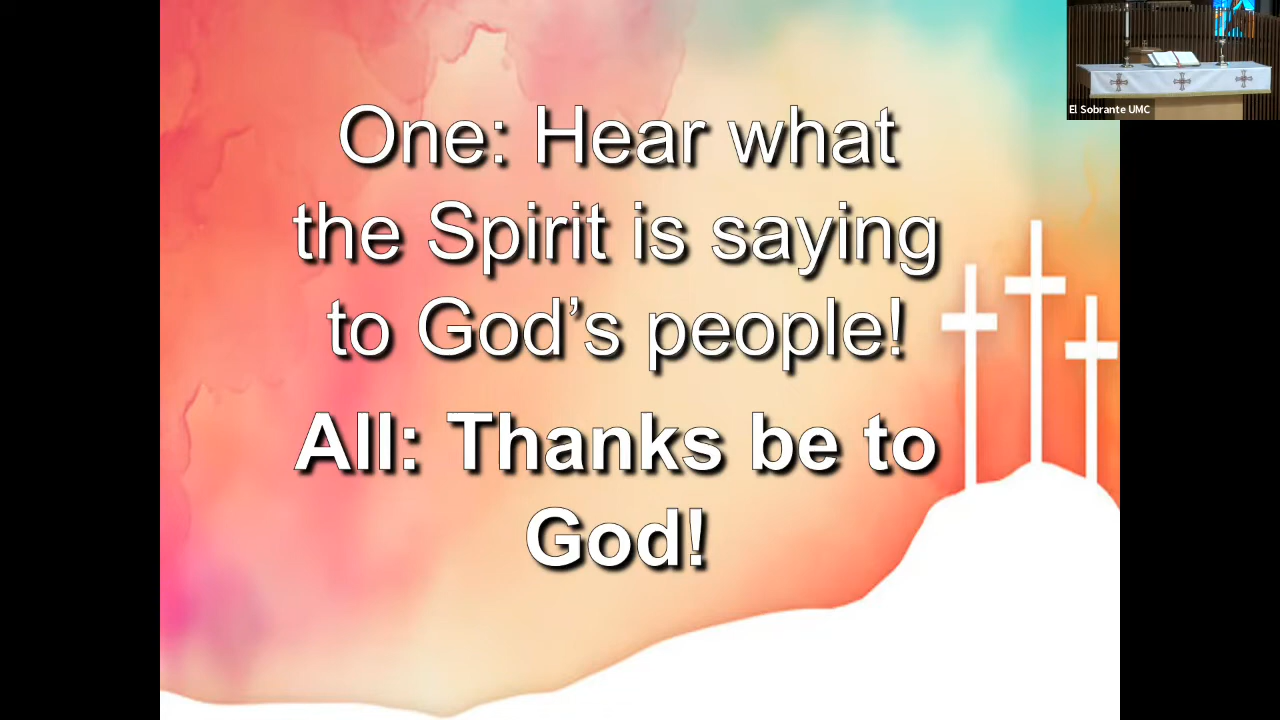 El Sobrante UMC
One: Hear what
the Spirit is saying
to God’s people!
All: Thanks be to
God!